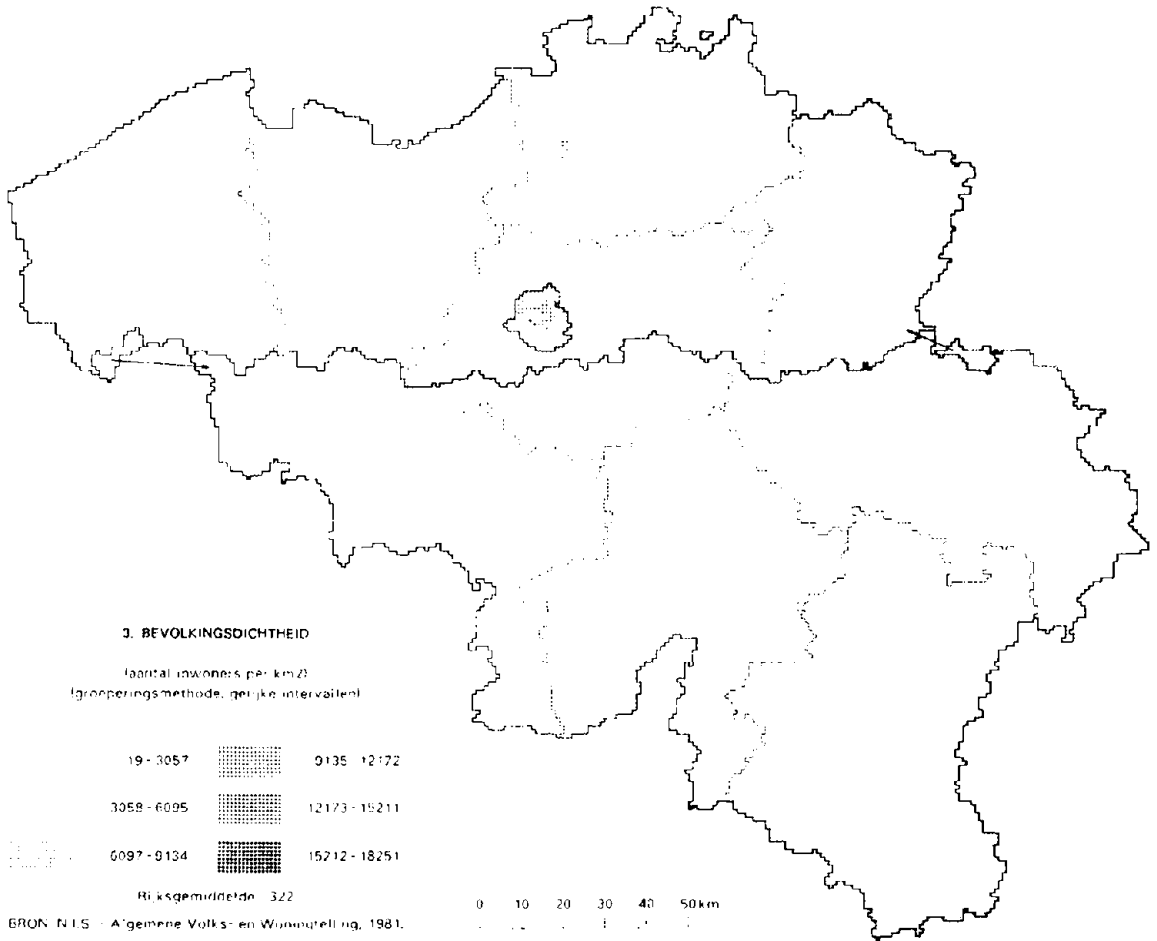 3. BEVOLKINGSDICHTHEID
(aantal inwoners per km2)
(groeperingsmethode: gelijke intervallen)
19 - 3057 9135 - 12172
3058 - 6095 12173 - 15211
6097 - 9134 15212 - 18251
Rijksgemiddelde 322
BRON N.I.S. - Algemene Volks- en Woningtelling, 1981.
0 10 20 30 40 50 km